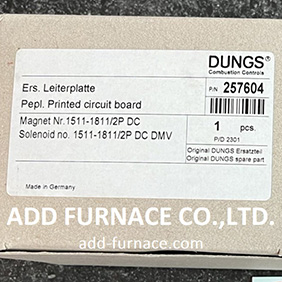 DUNGS®
Combustion Controls
Ers. Leiterplatte
Pepl. Printed circuit board
P/N 257604
Magnet Nr.1511-1811/2P DC
Solenoid no. 1511-1811/2P DC DMV
1 pcs.
P/D 2301
Original DUNGS Ersatzteil
Original DUNGS spare part
Made in Germany
ADD FURNACE CO.,LTD.
add-furnace.com